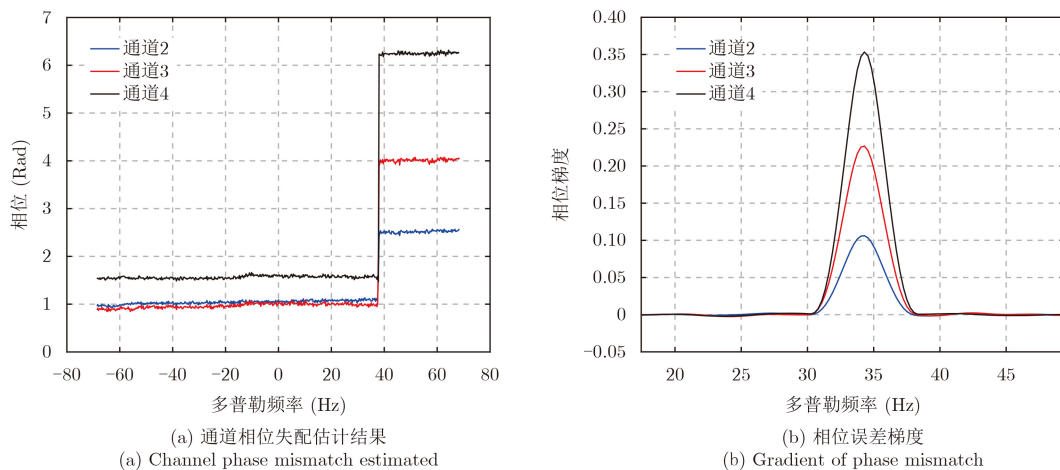 7
6
5
4
3
2
1
0
通道2
通道3
通道4
相位 (Rad)
−80
−60
−40
−20
0
20
40
60
80
多普勒频率 (Hz)
(a) 通道相位失配估计结果
(a) Channel phase mismatch estimated
0.40
0.35
0.30
0.25
0.20
0.15
0.10
0.05
0
−0.05
通道2
通道3
通道4
相位梯度
20
25
30
35
40
45
多普勒频率 (Hz)
(b) 相位误差梯度
(b) Gradient of phase mismatch